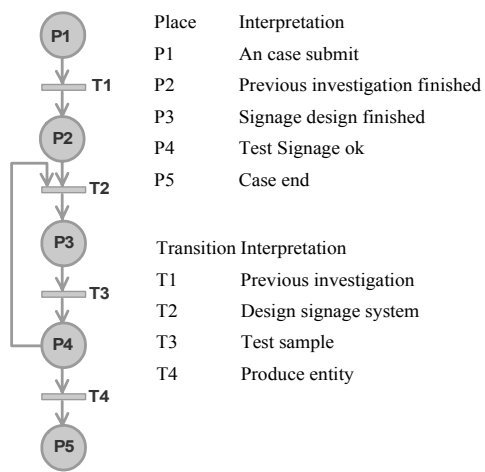 P1
T1
P2
T2
P3
T3
P4
T4
P5
Place Interpretation
P1 An case submit
P2 Previous investigation finished
P3 Signage design finished
P4 Test Signage ok
P5 Case end
Transition Interpretation
T1 Previous investigation
T2 Design signage system
T3 Test sample
T4 Produce entity